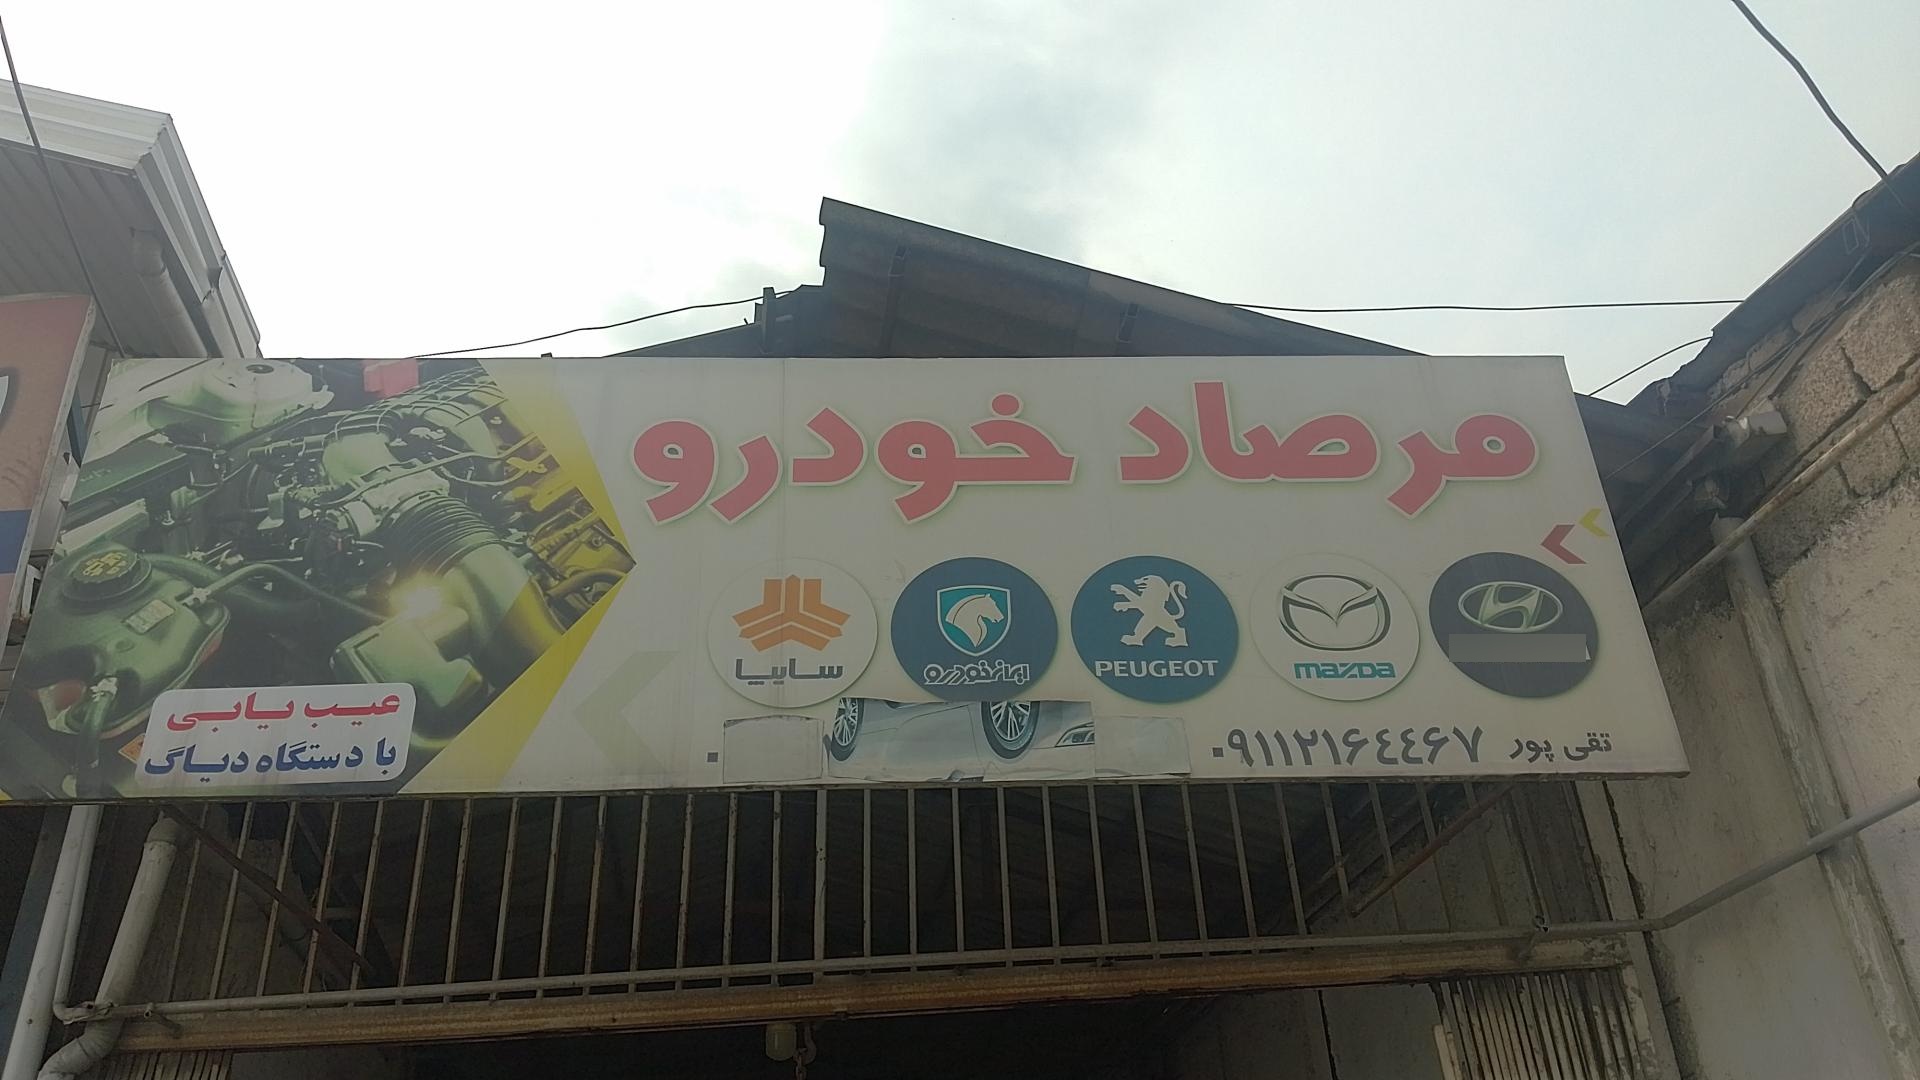 مرصاد خودرو
سایپا
ایران‌خودرو
PEUGEOT
mazda
تقی پور ۰۹۱۱۲۱۶۴۴۶۷
عیب یابی
با دستگاه دیاگ